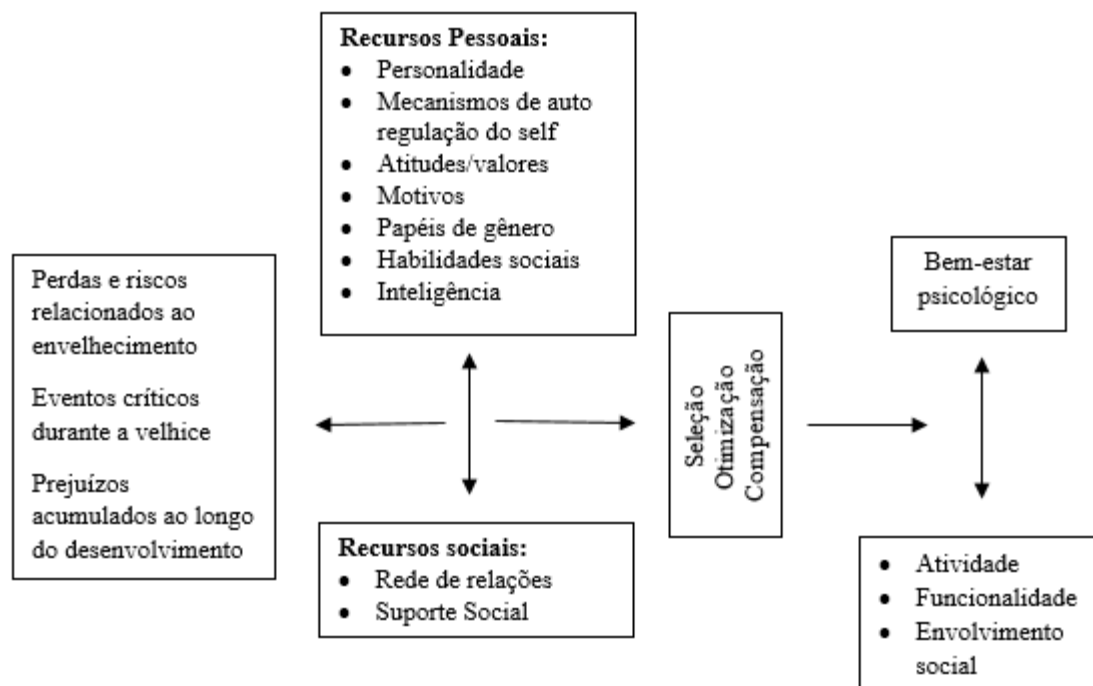 Recursos Pessoais:
• Personalidade
• Mecanismos de auto
regulação do self
• Atitudes/valores
• Motivos
• Papéis de gênero
• Habilidades sociais
• Inteligência
Perdas e riscos
relacionados ao
envelhecimento
Eventos críticos
durante a velhice
Prejuízos
acumulados ao longo
do desenvolvimento
Recursos sociais:
• Rede de relações
• Suporte Social
Seleção
Otimização
Compensação
Bem-estar
psicológico
• Atividade
• Funcionalidade
• Envolvimento
social